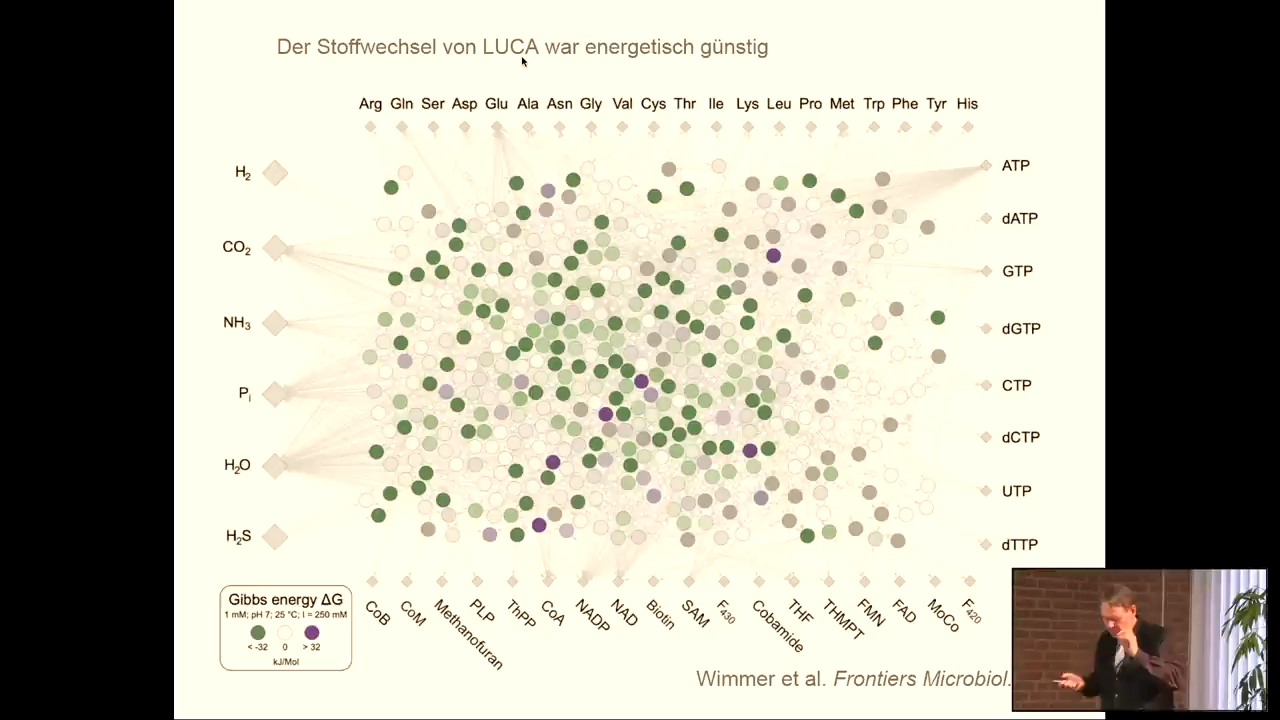 Der Stoffwechsel von LUCA war energetisch günstig
Arg Gln Ser Asp Glu Ala Asn Gly Val Cys Thr Ile Lys Leu Pro Met Trp Phe Tyr His
H₂
CO₂
NH₃
Pᵢ
H₂O
H₂S
ATP
dATP
GTP
dGTP
CTP
dCTP
UTP
dTTP
CoB CoM Methanofuran PLP ThPP CoA NADP NAD Biotin SAM F₄₃₀ Cobamide THF THMPT FMN FAD MoCo F₄₂₀
Gibbs energy ΔG
1 mM; pH 7; 25 °C; I = 250 mM
< -32 0 > 32
kJ/Mol
Wimmer et al. Frontiers Microbiol.